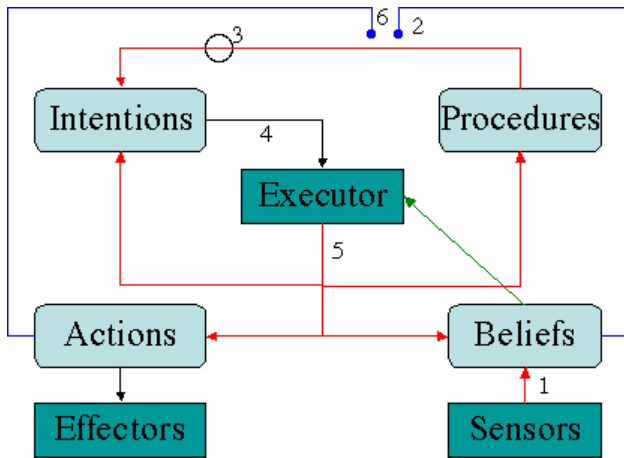 6
2
3
Intentions
Procedures
4
Executor
5
Actions
Beliefs
1
Effectors
Sensors